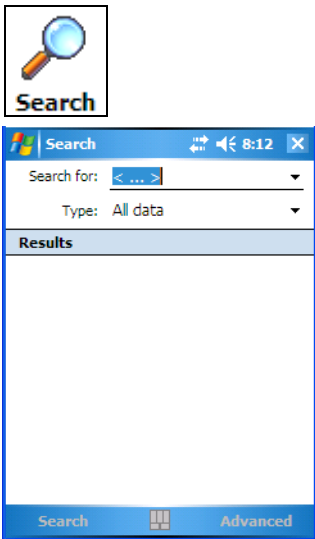 Search
Search 8:12
Search for: < ... >
Type: All data
Results
Search Advanced